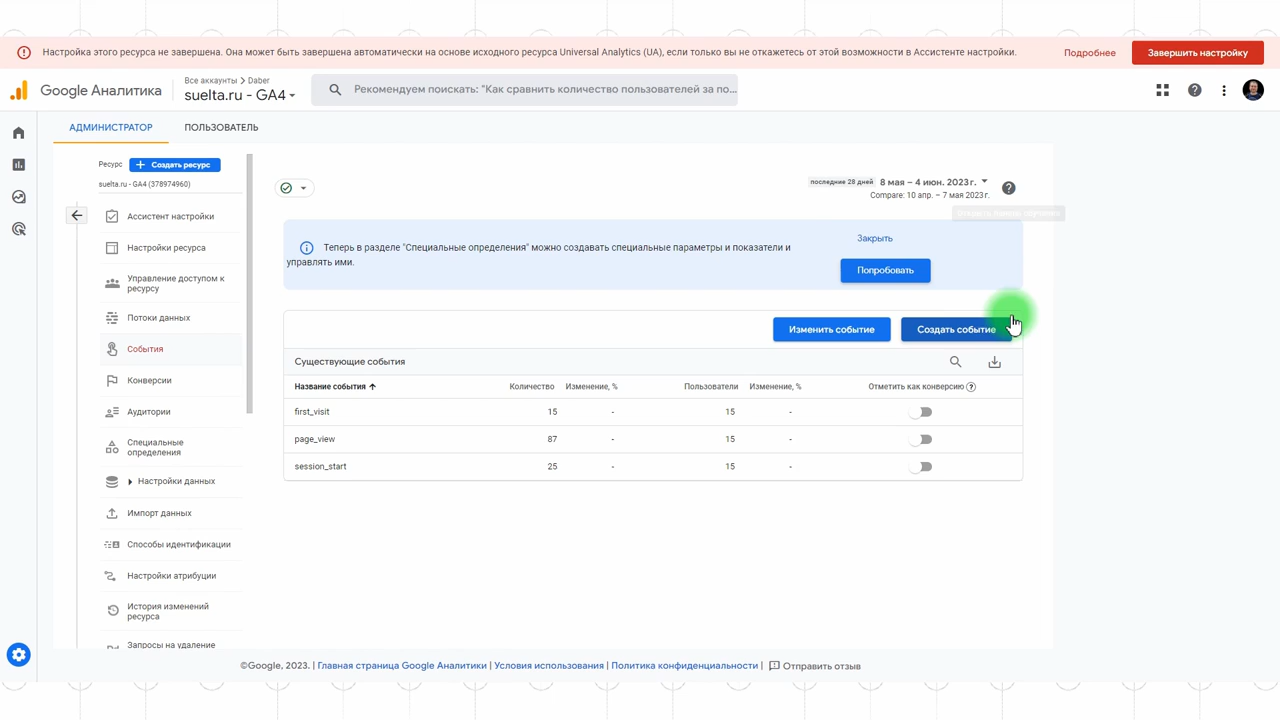 Настройка этого ресурса не завершена. Она может быть завершена автоматически на основе исходного ресурса Universal Analytics (UA), если только вы не откажетесь от этой возможности в Ассистенте настройки.
Подробнее
Завершить настройку
Google Аналитика
Все аккаунты > Daber
suelta.ru - GA4
Рекомендуем поискать: "Как сравнить количество пользователей за по...
АДМИНИСТРАТОР
ПОЛЬЗОВАТЕЛЬ
Ресурс
+ Создать ресурс
suelta.ru - GA4 (378974960)
Ассистент настройки
Настройки ресурса
Управление доступом к
ресурсу
Потоки данных
События
Конверсии
Аудитории
Специальные
определения
Настройки данных
Импорт данных
Способы идентификации
Настройки атрибуции
История изменений
ресурса
Запросы на удаление
последние 28 дней
8 мая – 4 июн. 2023 г.
Compare: 10 апр. – 7 мая 2023 г.
Теперь в разделе "Специальные определения" можно создавать специальные параметры и показатели и
управлять ими.
Закрыть
Попробовать
Изменить событие
Создать событие
Существующие события
Название события Количество Изменение, % Пользователи Изменение, % Отметить как конверсию
first_visit 15 - 15 -
page_view 87 - 15 -
session_start 25 - 15 -
©Google, 2023. | Главная страница Google Аналитики | Условия использования | Политика конфиденциальности | Отправить отзыв